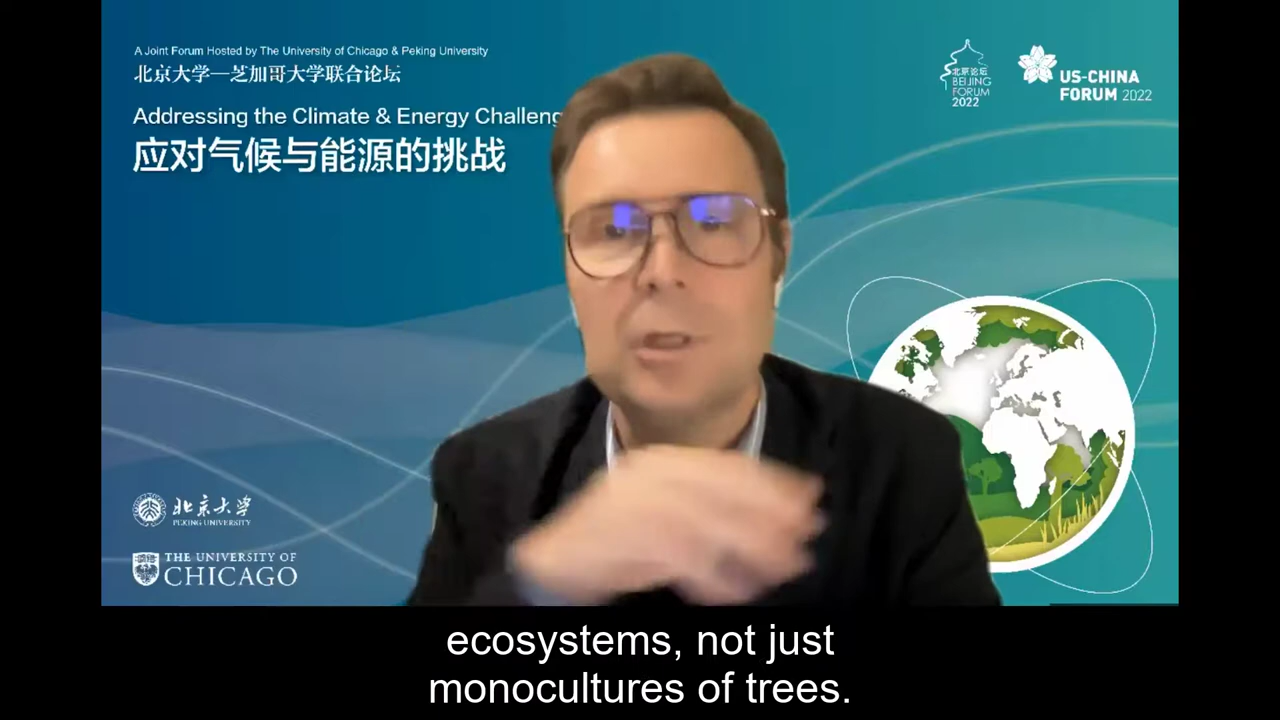 A Joint Forum Hosted by The University of Chicago & Peking University
北京大学—芝加哥大学联合论坛
Addressing the Climate & Energy Challeng
应对气候与能源的挑战
北京论坛
BEIJING
FORUM
2022
US-CHINA
FORUM 2022
北京大学
PEKING UNIVERSITY
THE UNIVERSITY OF
CHICAGO
ecosystems, not just
monocultures of trees.